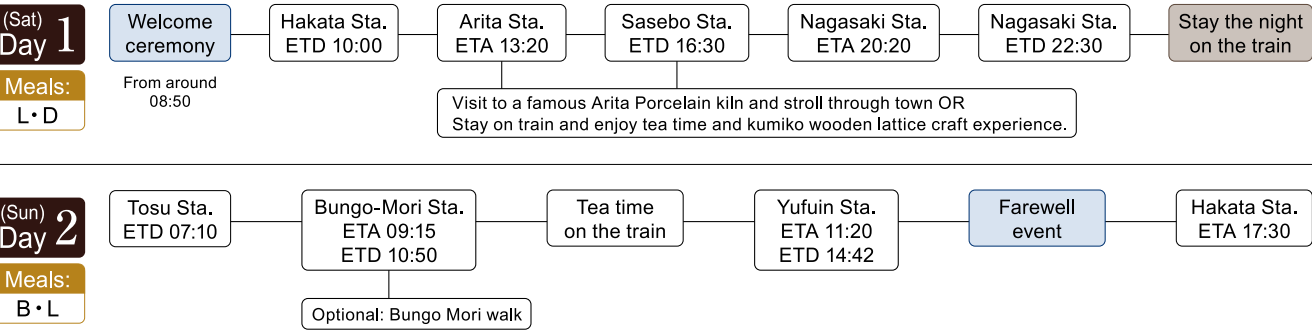 (Sat)
Day 1
Meals:
L・D
Welcome
ceremony
From around
08:50
Hakata Sta.
ETD 10:00
Arita Sta.
ETA 13:20
Sasebo Sta.
ETD 16:30
Nagasaki Sta.
ETA 20:20
Nagasaki Sta.
ETD 22:30
Stay the night
on the train
Visit to a famous Arita Porcelain kiln and stroll through town OR
Stay on train and enjoy tea time and kumiko wooden lattice craft experience.
(Sun)
Day 2
Meals:
B・L
Tosu Sta.
ETD 07:10
Bungo-Mori Sta.
ETA 09:15
ETD 10:50
Optional: Bungo Mori walk
Tea time
on the train
Yufuin Sta.
ETA 11:20
ETD 14:42
Farewell
event
Hakata Sta.
ETA 17:30